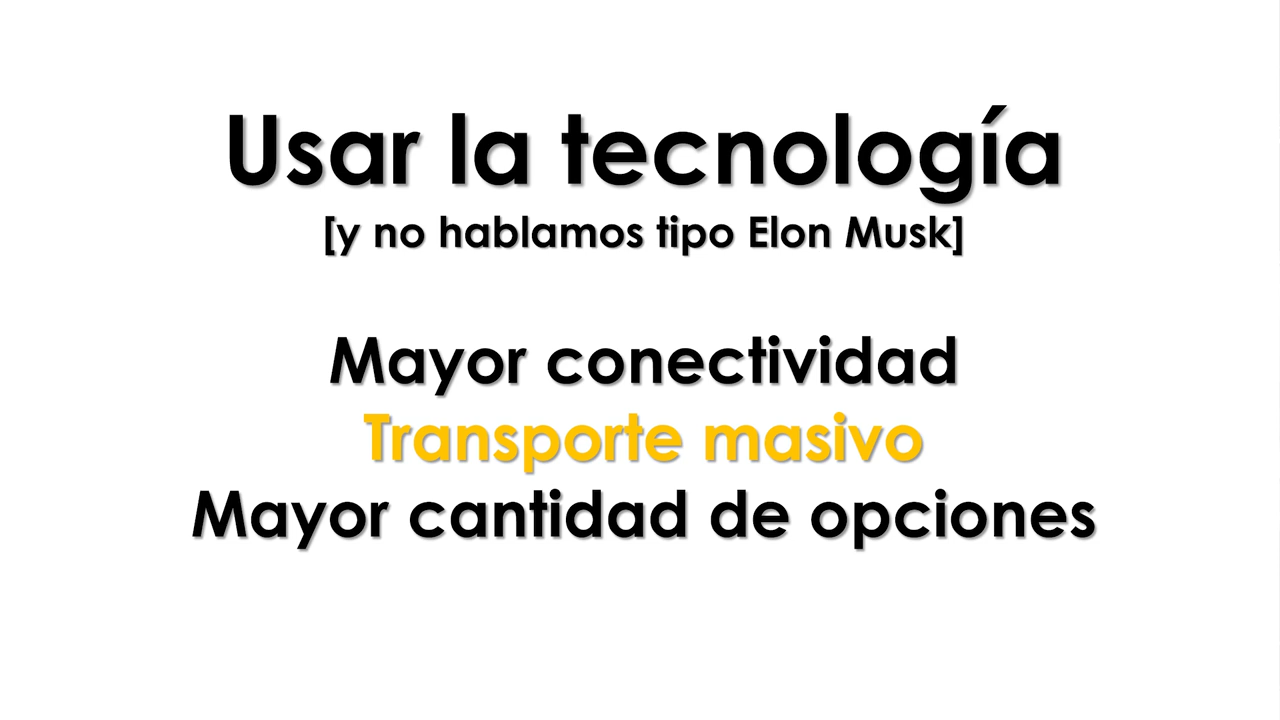 Usar la tecnología
[y no hablamos tipo Elon Musk]
Mayor conectividad
Transporte masivo
Mayor cantidad de opciones